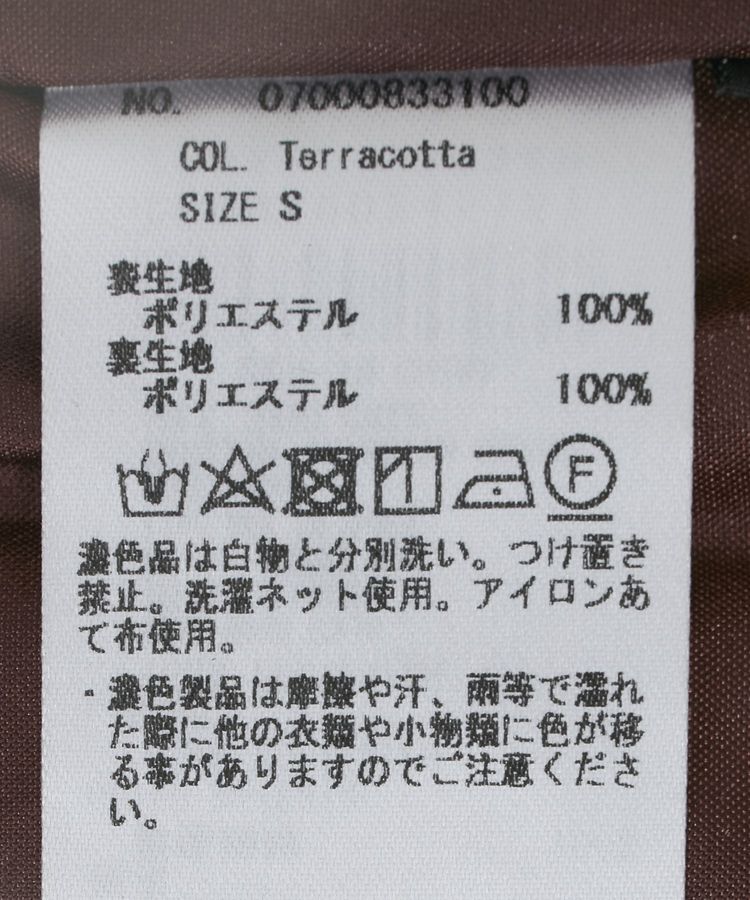 NO. 07000833100
COL. Terracotta
SIZE S
表生地
ポリエステル 100%
裏生地
ポリエステル 100%
F
濃色品は白物と分別洗い。つけ置き
禁止。洗濯ネット使用。アイロンあ
て布使用。
・濃色製品は摩擦や汗、雨等で濡れ
た際に他の衣類や小物類に色が移
る事がありますのでご注意くださ
い。